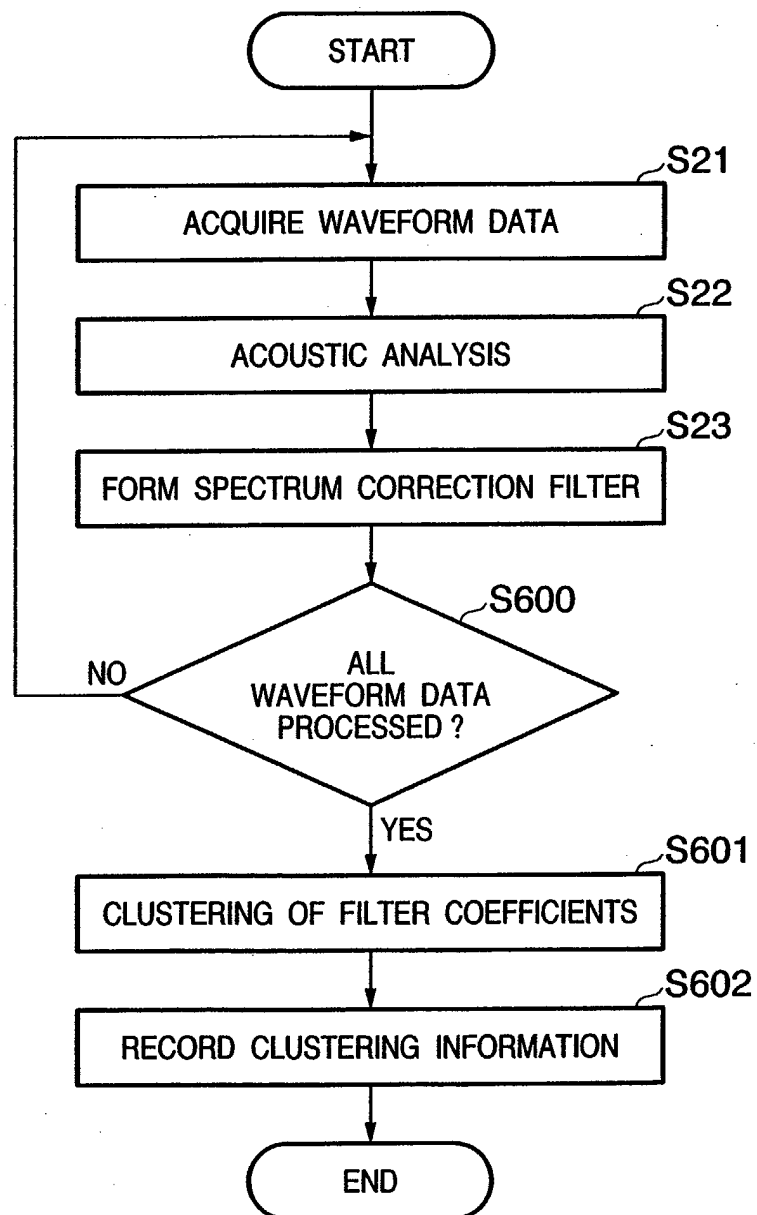 START
S21
ACQUIRE WAVEFORM DATA
S22
ACOUSTIC ANALYSIS
S23
FORM SPECTRUM CORRECTION FILTER
S600
NO
ALL
WAVEFORM DATA
PROCESSED ?
YES
S601
CLUSTERING OF FILTER COEFFICIENTS
S602
RECORD CLUSTERING INFORMATION
END